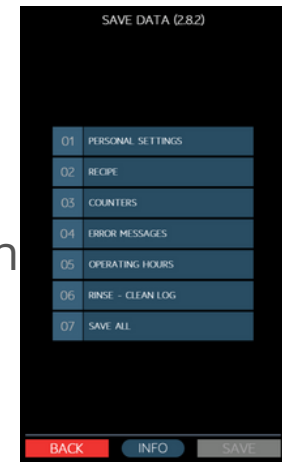 SAVE DATA (2.8.2)
01 PERSONAL SETTINGS
02 RECIPE
03 COUNTERS
04 ERROR MESSAGES
05 OPERATING HOURS
06 RINSE - CLEAN LOG
07 SAVE ALL
BACK INFO SAVE